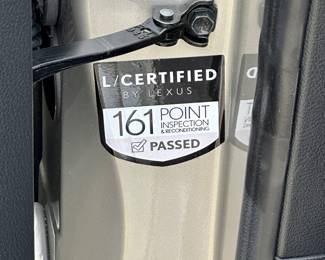 L/CERTIFIED
BY LEXUS
161 POINT
INSPECTION
& RECONDITIONING
PASSED